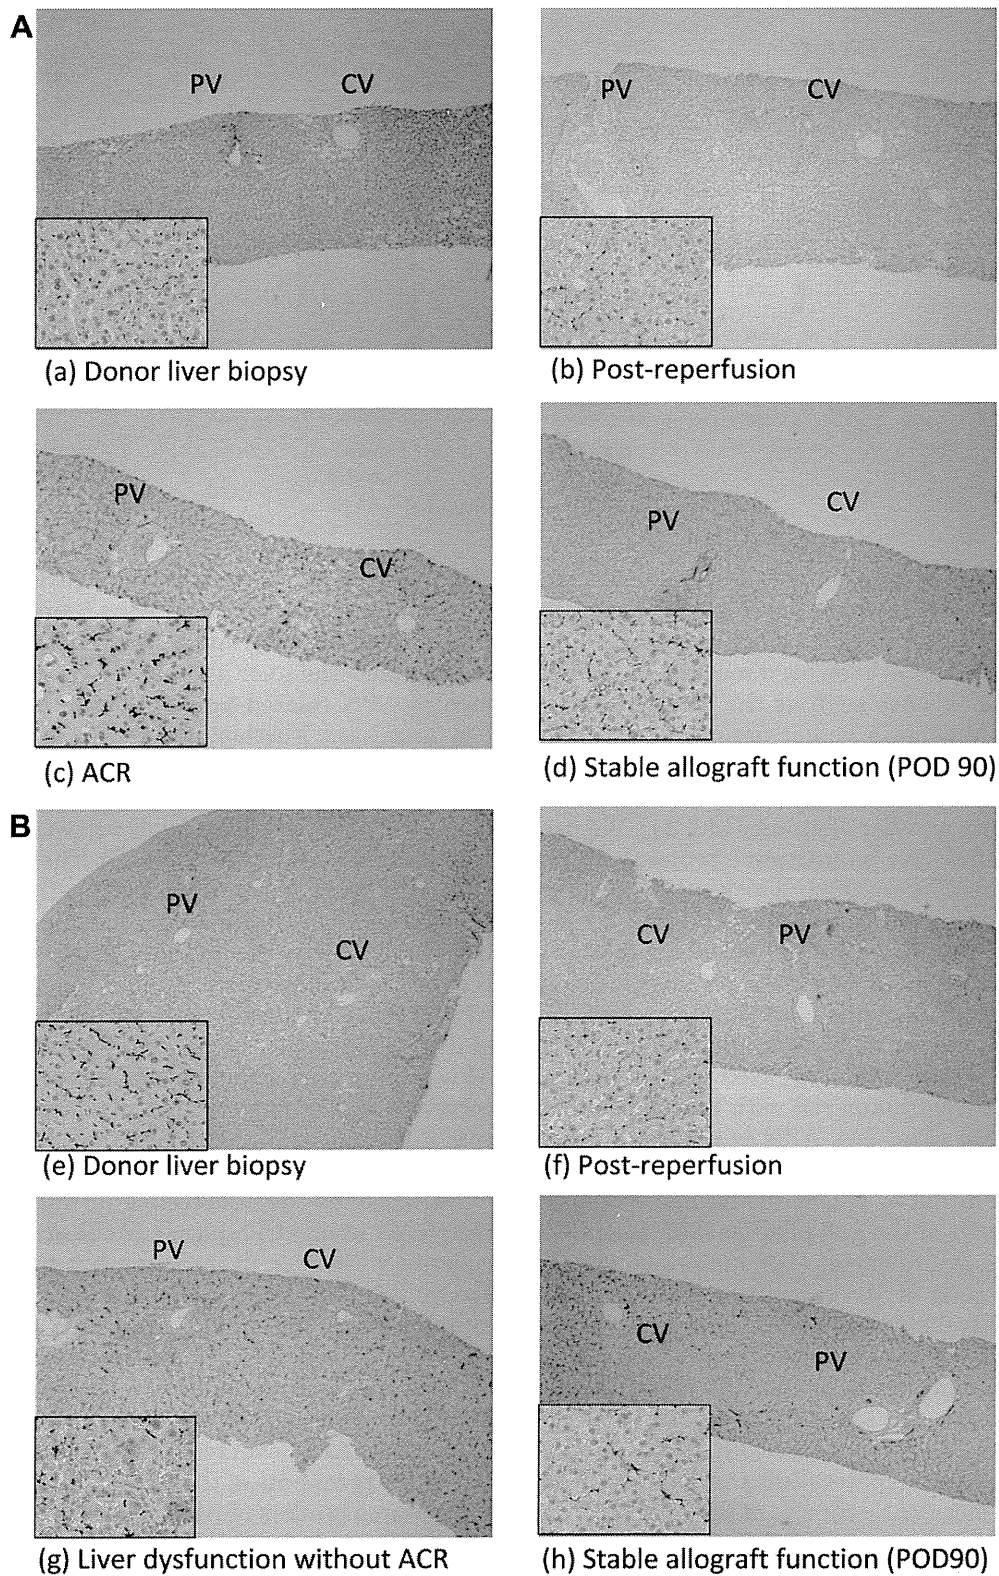 A
PV CV
PV CV
(a) Donor liver biopsy
(b) Post-reperfusion
PV CV
PV CV
(c) ACR
(d) Stable allograft function (POD 90)
B
PV CV
CV PV
(e) Donor liver biopsy
(f) Post-reperfusion
PV CV
CV PV
(g) Liver dysfunction without ACR
(h) Stable allograft function (POD90)